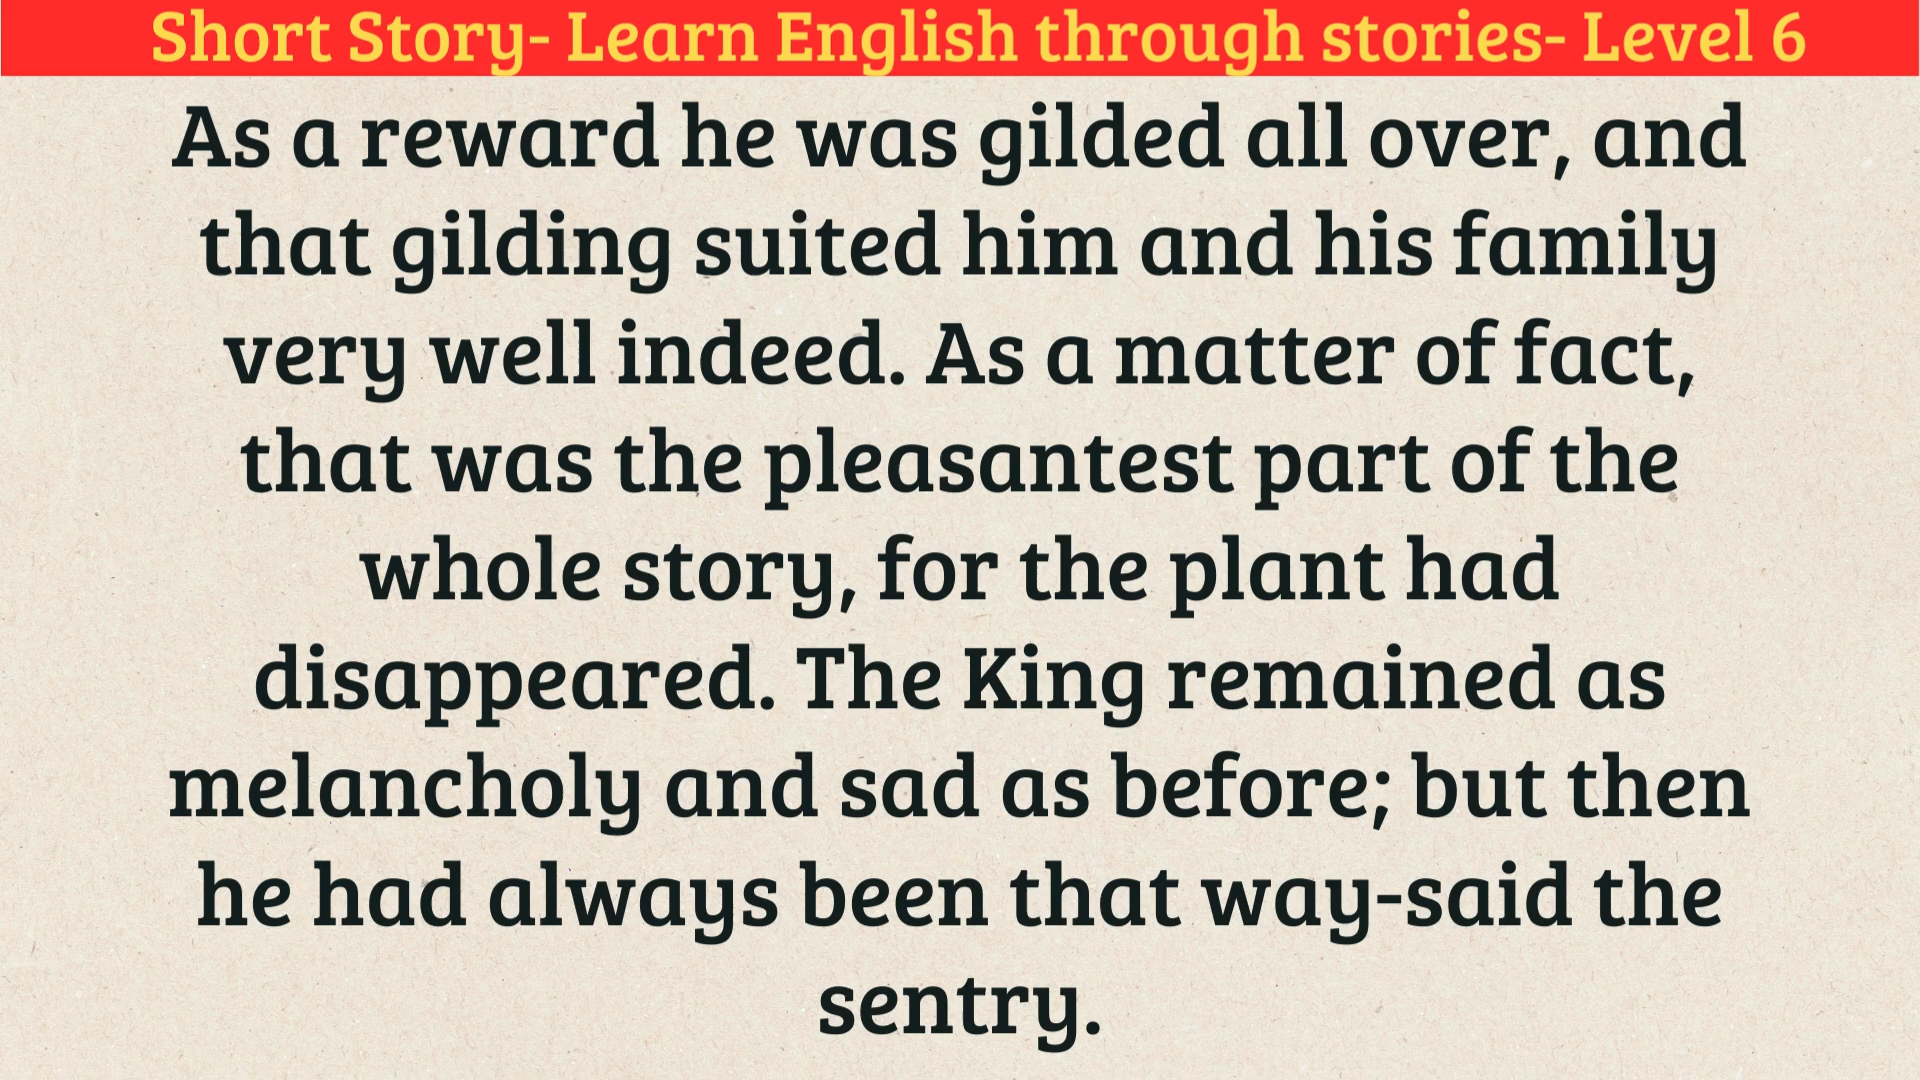 Short Story- Learn English through stories- Level 6
As a reward he was gilded all over, and
that gilding suited him and his family
very well indeed. As a matter of fact,
that was the pleasantest part of the
whole story, for the plant had
disappeared. The King remained as
melancholy and sad as before; but then
he had always been that way-said the
sentry.